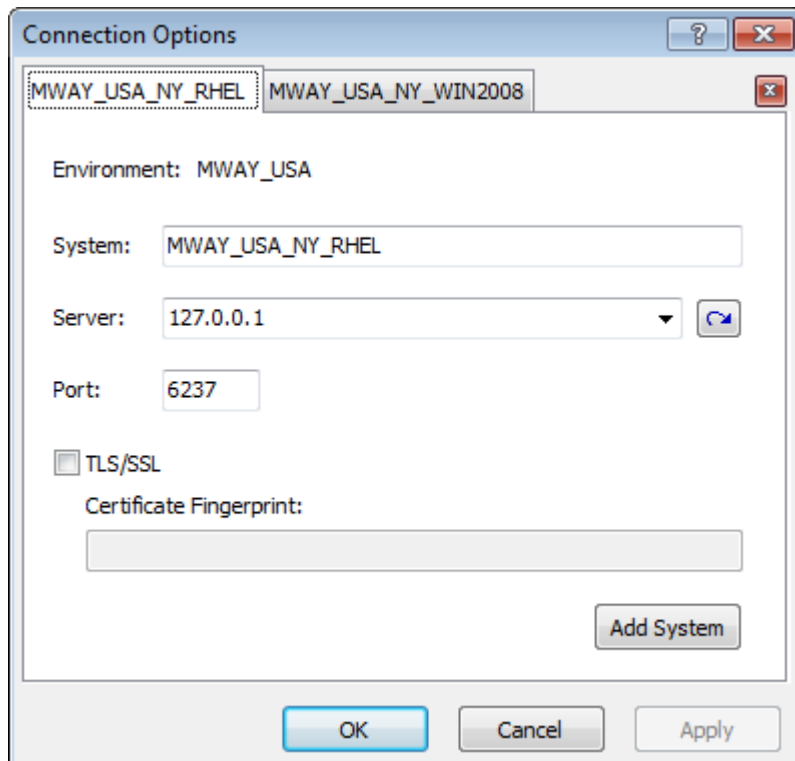 Connection Options
MWAY_USA_NY_RHEL MWAY_USA_NY_WIN2008
Environment: MWAY_USA
System: MWAY_USA_NY_RHEL
Server: 127.0.0.1
Port: 6237
TLS/SSL
Certificate Fingerprint:
Add System
OK Cancel Apply